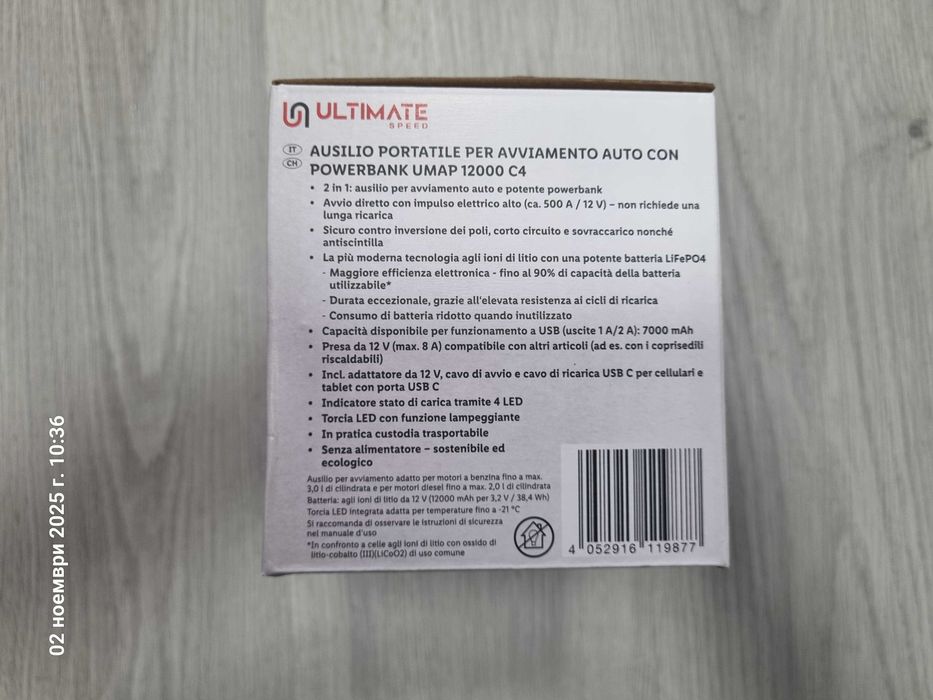 ULTIMATE
SPEED
IT
CH
AUSILIO PORTATILE PER AVVIAMENTO AUTO CON
POWERBANK UMAP 12000 C4
• 2 in 1: ausilio per avviamento auto e potente powerbank
• Avvio diretto con impulso elettrico alto (ca. 500 A / 12 V) – non richiede una
lunga ricarica
• Sicuro contro inversione dei poli, corto circuito e sovraccarico nonché
antiscintilla
• La più moderna tecnologia agli ioni di litio con una potente batteria LiFePO4
- Maggiore efficienza elettronica - fino al 90% di capacità della batteria
utilizzabile*
- Durata eccezionale, grazie all'elevata resistenza ai cicli di ricarica
- Consumo di batteria ridotto quando inutilizzato
• Capacità disponibile per funzionamento a USB (uscite 1 A/2 A): 7000 mAh
• Presa da 12 V (max. 8 A) compatibile con altri articoli (ad es. con i coprisedili
riscaldabili)
• Incl. adattatore da 12 V, cavo di avvio e cavo di ricarica USB C per cellulari e
tablet con porta USB C
• Indicatore stato di carica tramite 4 LED
• Torcia LED con funzione lampeggiante
• In pratica custodia trasportabile
• Senza alimentatore – sostenibile ed
ecologico
Ausilio per avviamento adatto per motori a benzina fino a max.
3,0 l di cilindrata e per motori diesel fino a max. 2,0 l di cilindrata
Batteria: agli ioni di litio da 12 V (12000 mAh per 3,2 V / 38,4 Wh)
Torcia LED integrata adatta per temperature fino a -21 °C
Si raccomanda di osservare le istruzioni di sicurezza
nel manuale d'uso
*In confronto a celle agli ioni di litio con ossido di
litio-cobalto (III)(LiCoO2) di uso comune
4 052916 119877
02 ноември 2025 г. 10:36